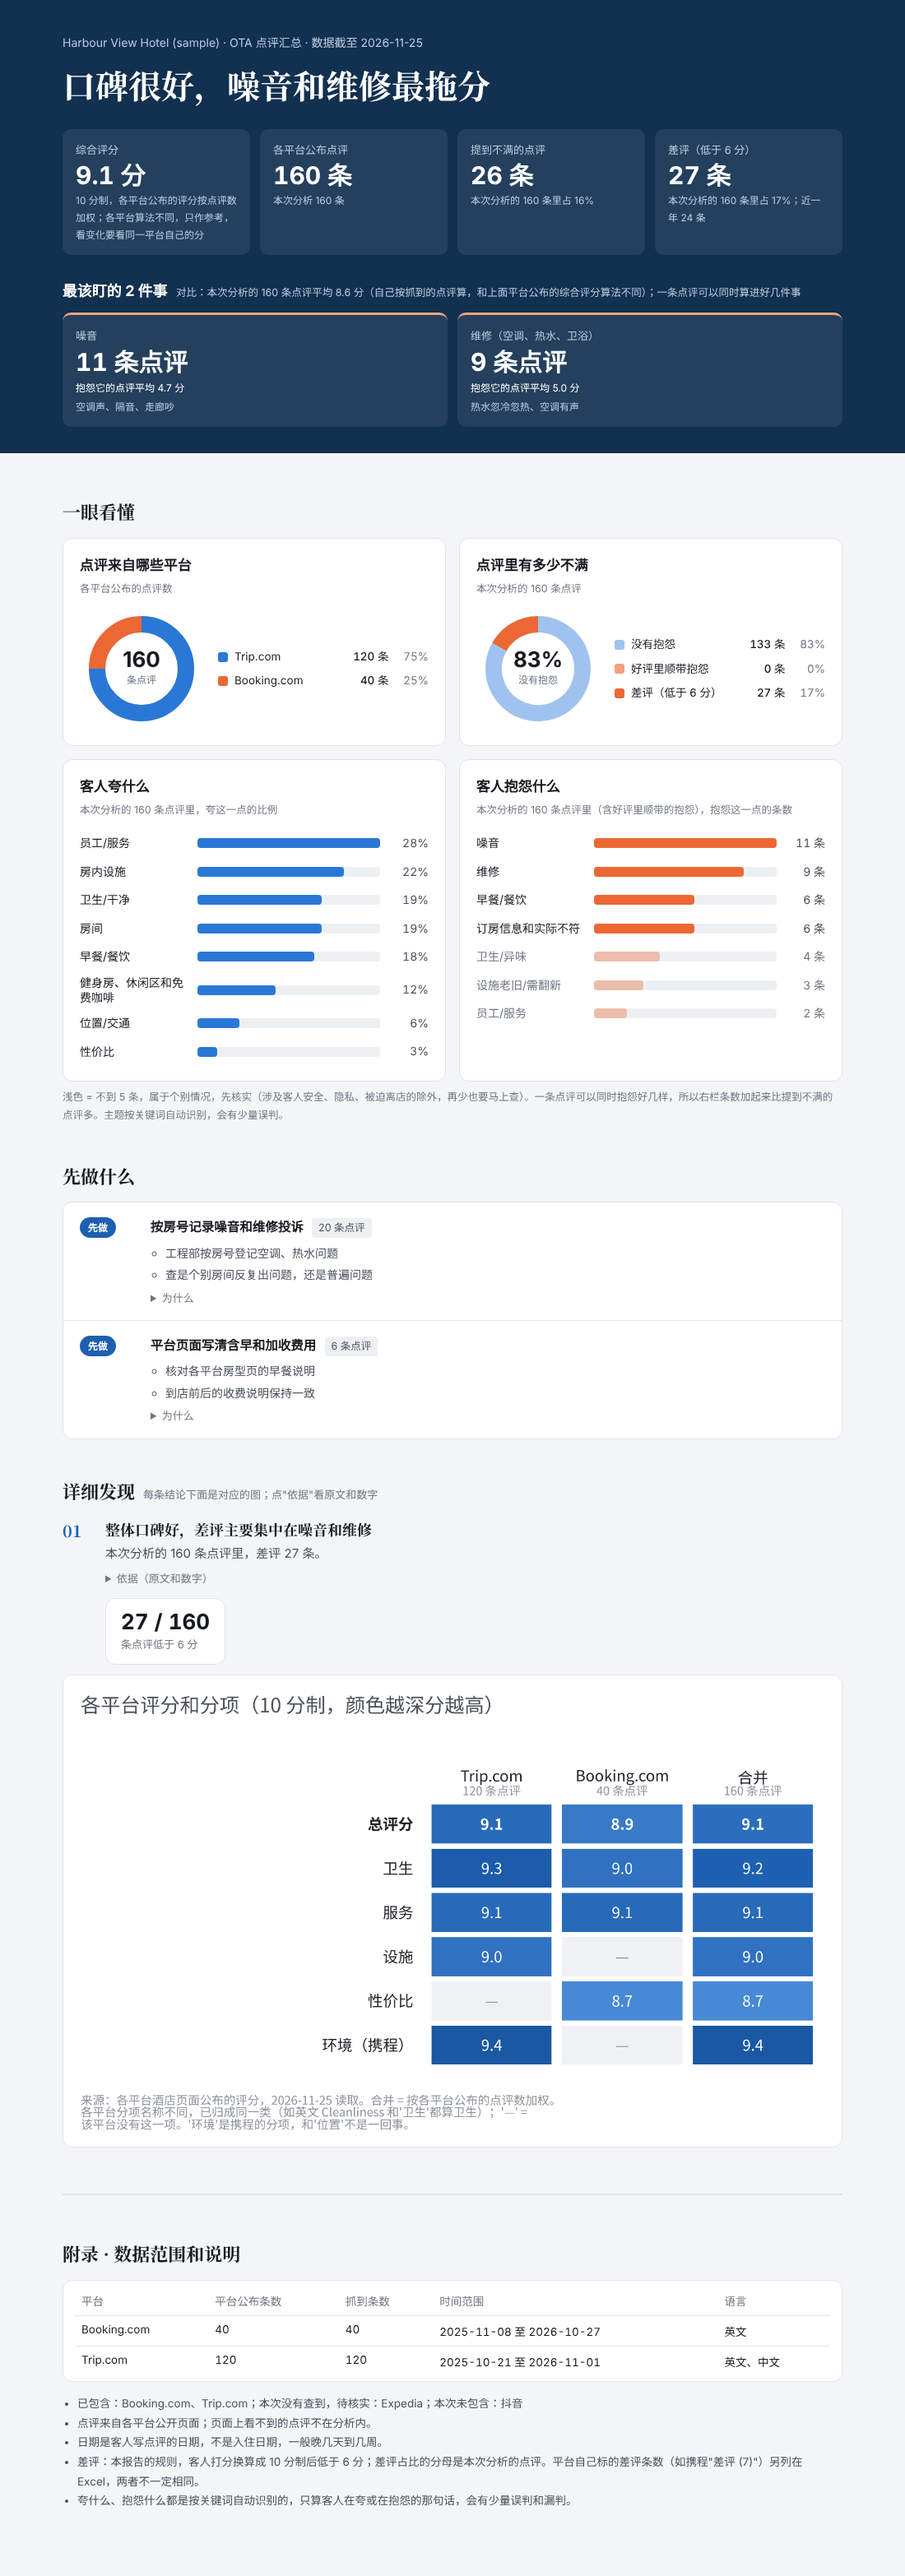 Harbour View Hotel (sample) · OTA 点评汇总 · 数据截至 2026-11-25
口碑很好，噪音和维修最拖分
综合评分
9.1 分
10 分制，各平台公布的评分按点评数
加权；各平台算法不同，只作参考，
看变化要看同一平台自己的分
各平台公布点评
160 条
本次分析 160 条
提到不满的点评
26 条
本次分析的 160 条里占 16%
差评（低于 6 分）
27 条
本次分析的 160 条里占 17%；近一
年 24 条
最该盯的 2 件事 对比：本次分析的 160 条点评平均 8.6 分（自己按抓到的点评算，和上面平台公布的综合评分算法不同）；一条点评可以同时算进好几件事
噪音
11 条点评
抱怨它的点评平均 4.7 分
空调声、隔音、走廊吵
维修（空调、热水、卫浴）
9 条点评
抱怨它的点评平均 5.0 分
热水忽冷忽热、空调有声
一眼看懂
点评来自哪些平台
各平台公布的点评数
160
条点评
Trip.com 120 条 75%
Booking.com 40 条 25%
点评里有多少不满
本次分析的 160 条点评
83%
没有抱怨
没有抱怨 133 条 83%
好评里顺带抱怨 0 条 0%
差评（低于 6 分） 27 条 17%
客人夸什么
本次分析的 160 条点评里，夸这一点的比例
员工/服务 28%
房内设施 22%
卫生/干净 19%
房间 19%
早餐/餐饮 18%
健身房、休闲区和免
费咖啡 12%
位置/交通 6%
性价比 3%
客人抱怨什么
本次分析的 160 条点评里（含好评里顺带的抱怨），抱怨这一点的条数
噪音 11 条
维修 9 条
早餐/餐饮 6 条
订房信息和实际不符 6 条
卫生/异味 4 条
设施老旧/需翻新 3 条
员工/服务 2 条
浅色 = 不到 5 条，属于个别情况，先核实（涉及客人安全、隐私、被迫离店的除外，再少也要马上查）。一条点评可以同时抱怨好几样，所以右栏条数加起来比提到不满的
点评多。主题按关键词自动识别，会有少量误判。
先做什么
先做 按房号记录噪音和维修投诉 20 条点评
工程部按房号登记空调、热水问题
查是个别房间反复出问题，还是普遍问题
▶ 为什么
先做 平台页面写清含早和加收费用 6 条点评
核对各平台房型页的早餐说明
到店前后的收费说明保持一致
▶ 为什么
详细发现 每条结论下面是对应的图；点"依据"看原文和数字
01 整体口碑好，差评主要集中在噪音和维修
本次分析的 160 条点评里，差评 27 条。
▶ 依据（原文和数字）
27 / 160
条点评低于 6 分
各平台评分和分项（10 分制，颜色越深分越高）
Trip.com Booking.com 合并
120 条点评 40 条点评 160 条点评
总评分 9.1 8.9 9.1
卫生 9.3 9.0 9.2
服务 9.1 9.1 9.1
设施 9.0 — 9.0
性价比 — 8.7 8.7
环境（携程） 9.4 — 9.4
来源：各平台酒店页面公布的评分，2026-11-25 读取。合并 = 按各平台公布的点评数加权。
各平台分项名称不同，已归成同一类（如英文 Cleanliness 和'卫生'都算卫生）；'—' =
该平台没有这一项。'环境'是携程的分项，和'位置'不是一回事。
附录 · 数据范围和说明
平台 平台公布条数 抓到条数 时间范围 语言
Booking.com 40 40 2025-11-08 至 2026-10-27 英文
Trip.com 120 120 2025-10-21 至 2026-11-01 英文、中文
已包含：Booking.com、Trip.com；本次没有查到，待核实：Expedia；本次未包含：抖音
点评来自各平台公开页面；页面上看不到的点评不在分析内。
日期是客人写点评的日期，不是入住日期，一般晚几天到几周。
差评：本报告的规则，客人打分换算成 10 分制后低于 6 分；差评占比的分母是本次分析的点评。平台自己标的差评条数（如携程"差评 (7)"）另列在
Excel，两者不一定相同。
夸什么、抱怨什么都是按关键词自动识别的，只算客人在夸或在抱怨的那句话，会有少量误判和漏判。